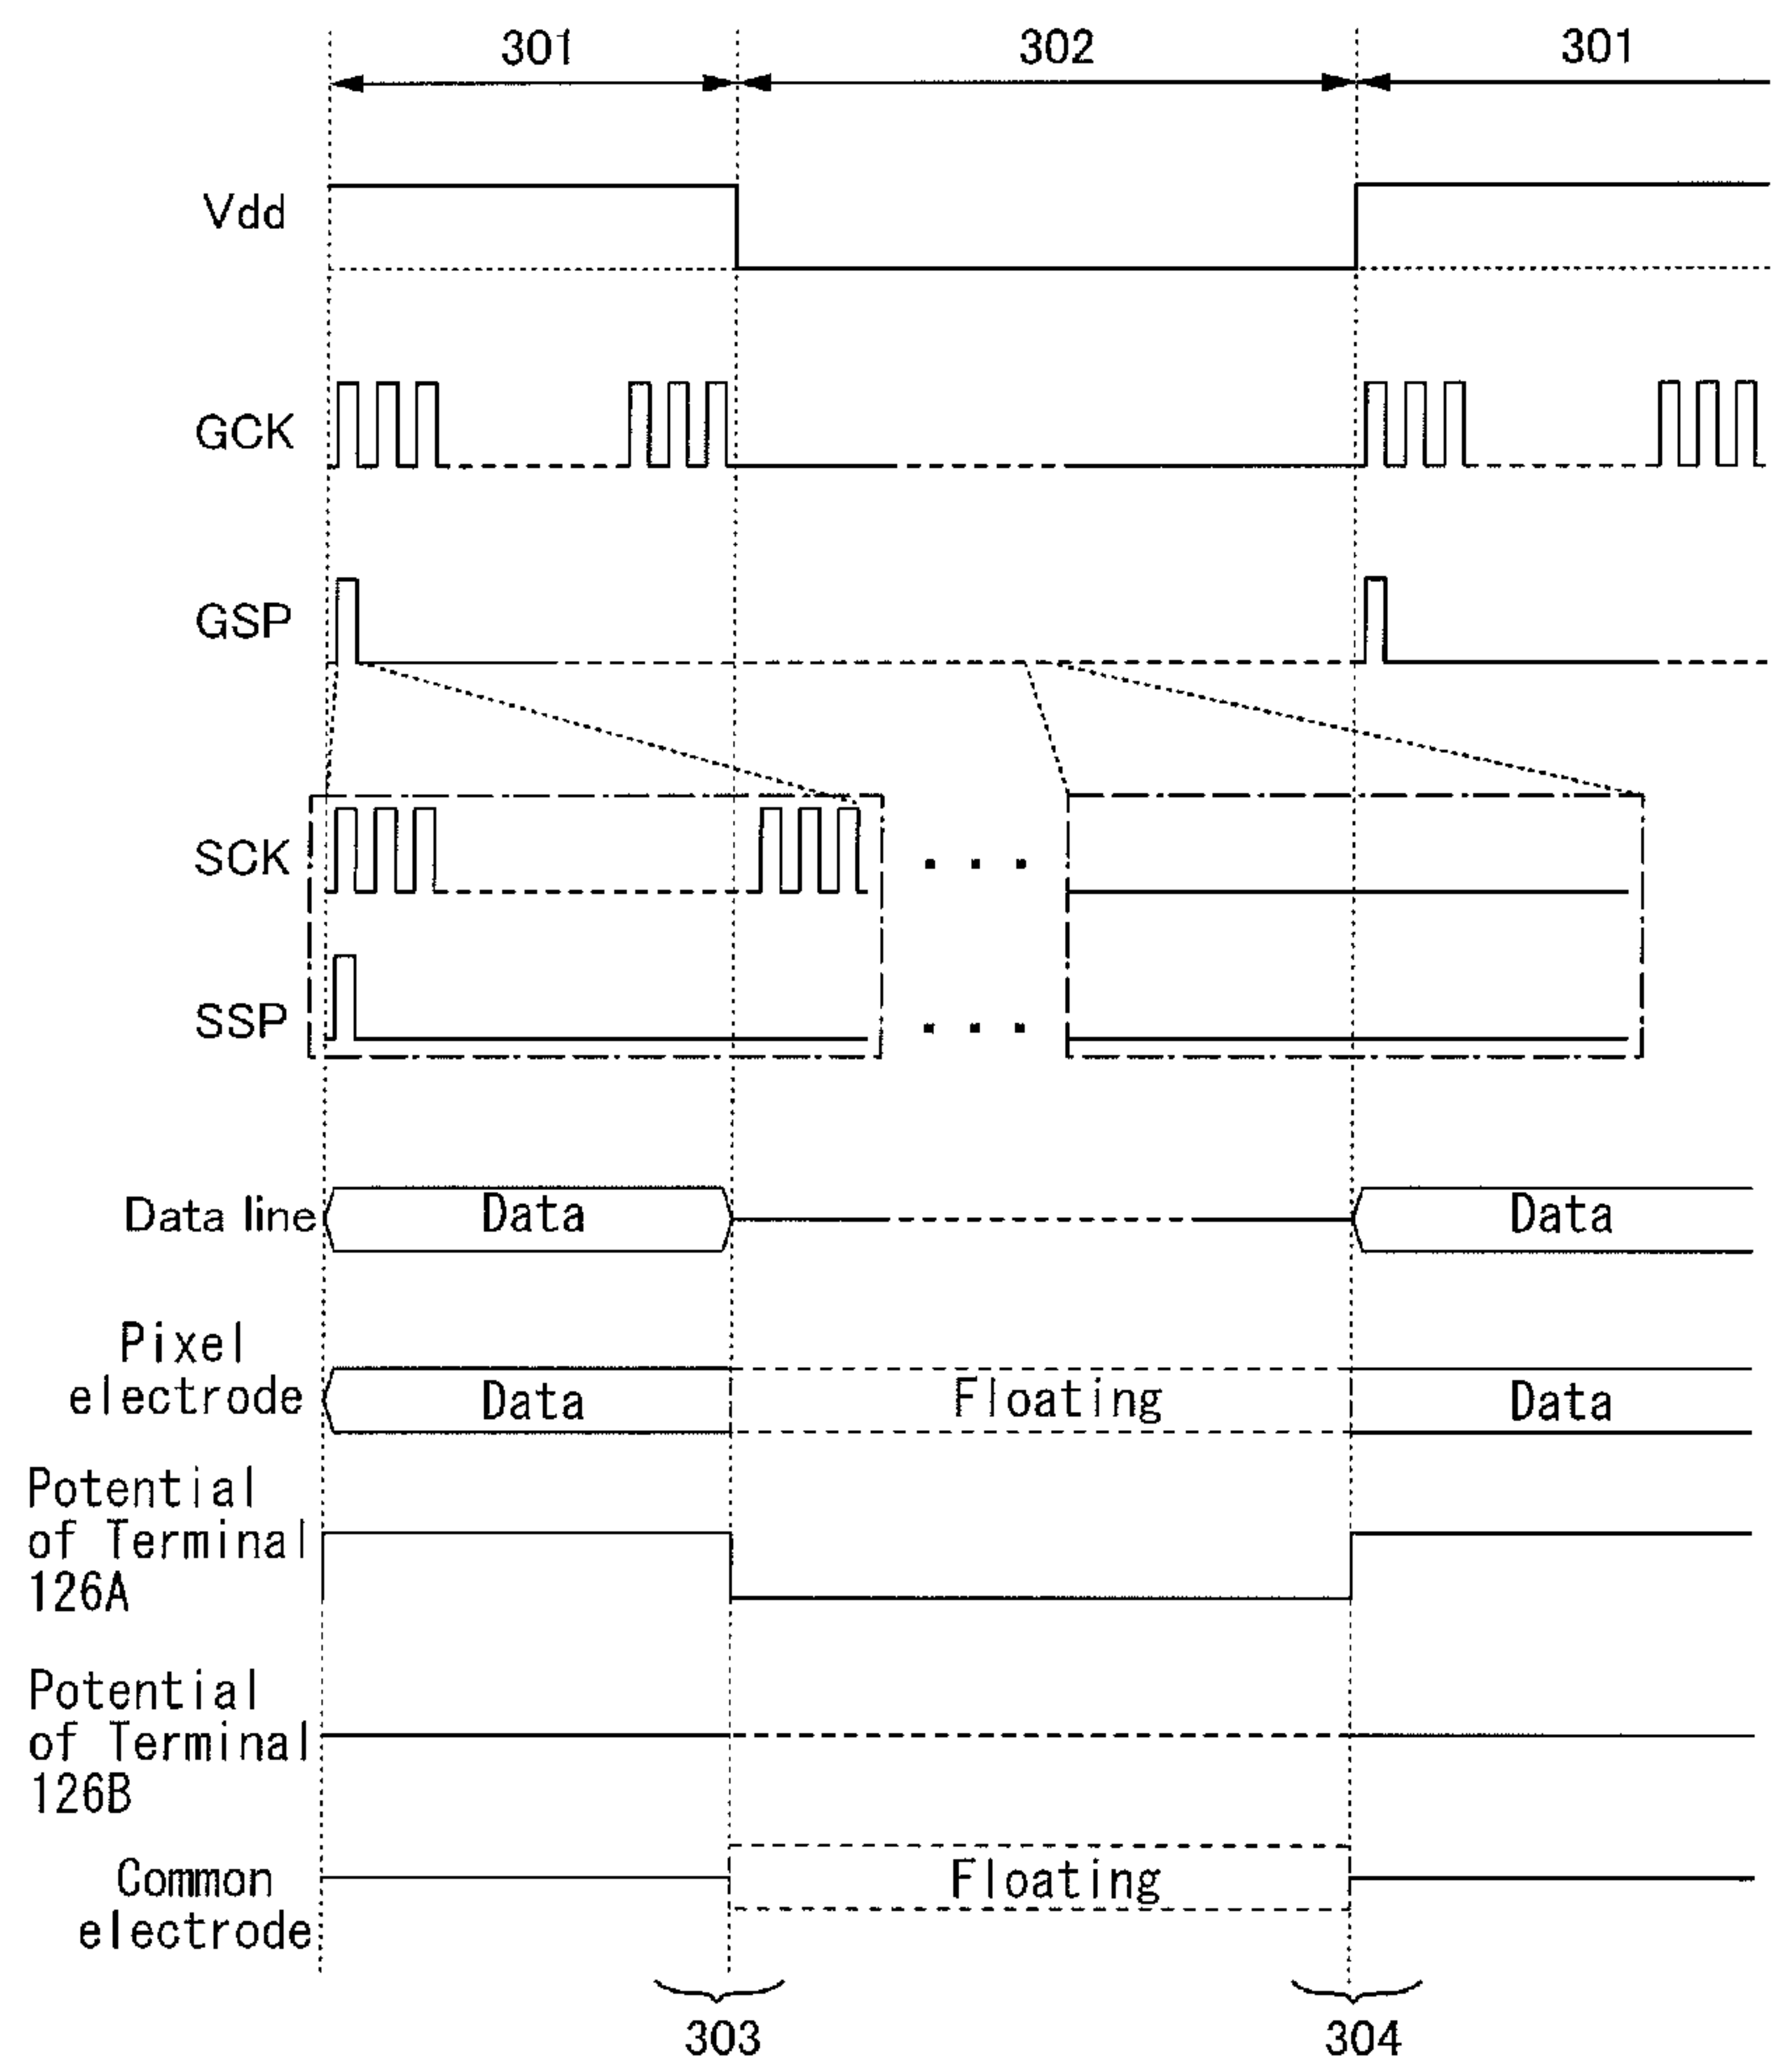 301 302 301
Vdd
GCK
GSP
SCK
SSP
Data line Data Data
Pixel
electrode Data Floating Data
Potential
of Terminal
126A
Potential
of Terminal
126B
Common
electrode Floating
303 304